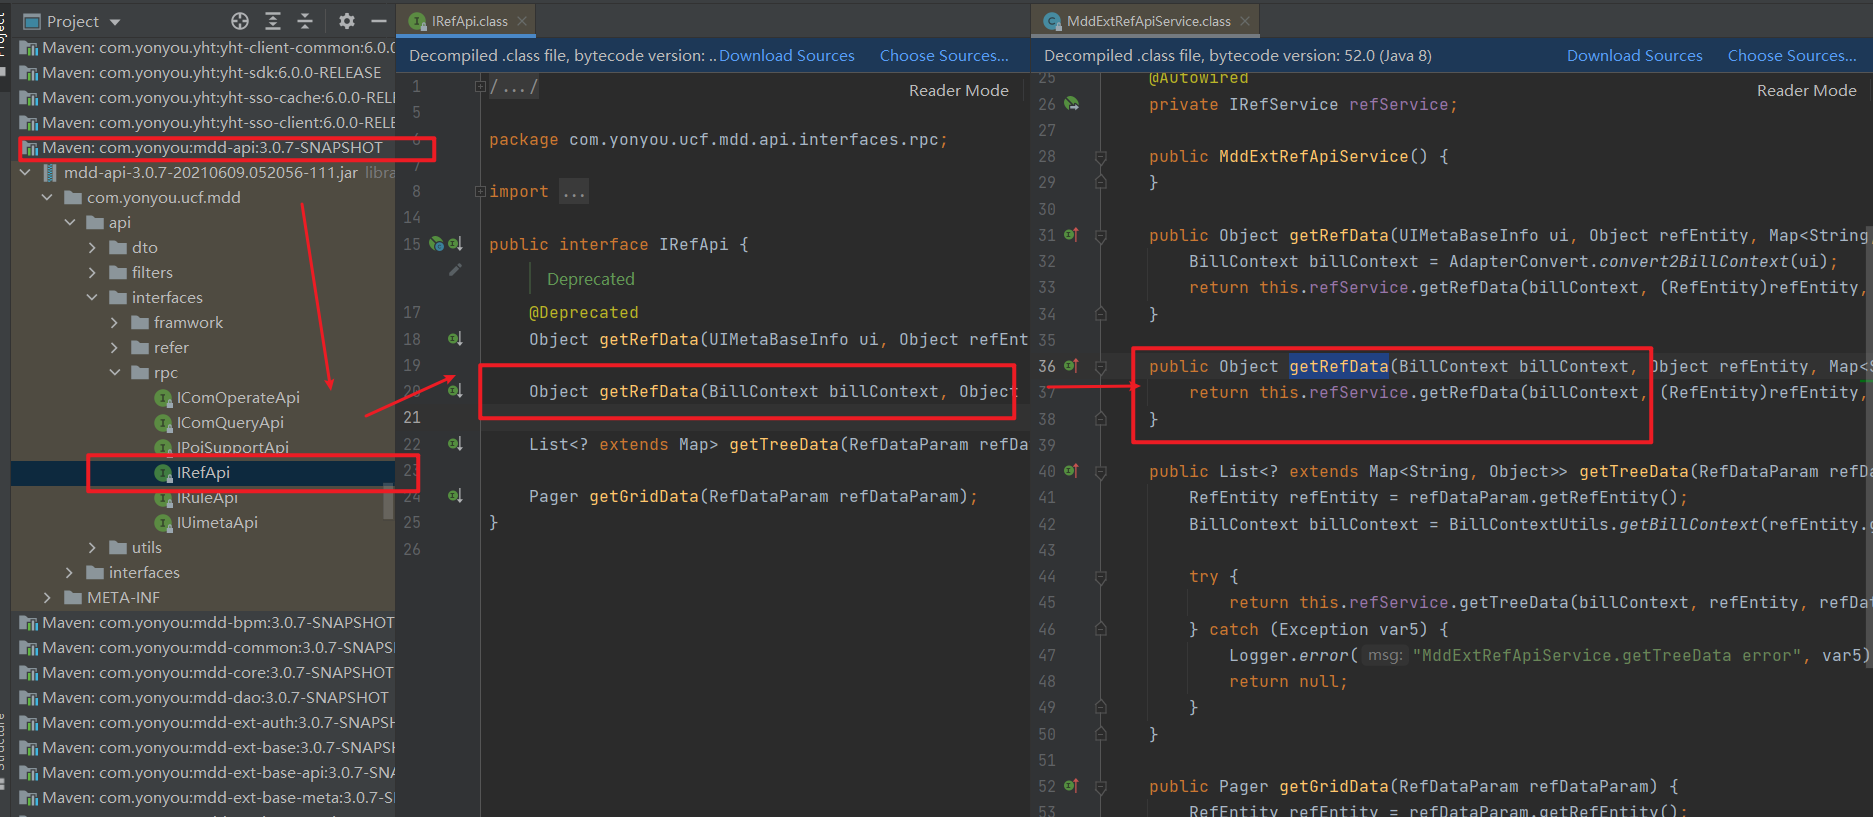 Project
Maven: com.yonyou.yht:yht-client-common:6.0.0
Maven: com.yonyou.yht:yht-sdk:6.0.0-RELEASE
Maven: com.yonyou.yht:yht-sso-cache:6.0.0-REL
Maven: com.yonyou.yht:yht-sso-client:6.0.0-REL
Maven: com.yonyou:mdd-api:3.0.7-SNAPSHOT
mdd-api-3.0.7-20210609.052056-111.jar libra
com.yonyou.ucf.mdd
api
dto
filters
interfaces
framwork
refer
rpc
IComOperateApi
IComQueryApi
IPoiSupportApi
IRefApi
IRuleApi
IUimetaApi
utils
interfaces
META-INF
Maven: com.yonyou:mdd-bpm:3.0.7-SNAPSHOT
Maven: com.yonyou:mdd-common:3.0.7-SNAPS
Maven: com.yonyou:mdd-core:3.0.7-SNAPSHOT
Maven: com.yonyou:mdd-dao:3.0.7-SNAPSHOT
Maven: com.yonyou:mdd-ext-auth:3.0.7-SNAPSH
Maven: com.yonyou:mdd-ext-base:3.0.7-SNAPSH
Maven: com.yonyou:mdd-ext-base-api:3.0.7-SNA
Maven: com.yonyou:mdd-ext-base-meta:3.0.7-S
IRefApi.class
Decompiled .class file, bytecode version: .. Download Sources Choose Sources...
Reader Mode
1 /.../
5
6 package com.yonyou.ucf.mdd.api.interfaces.rpc;
7
8 import ...
14
15 public interface IRefApi {
Deprecated
17 @Deprecated
18 Object getRefData(UIMetaBaseInfo ui, Object refEnt
19
20 Object getRefData(BillContext billContext, Object
21
22 List<? extends Map> getTreeData(RefDataParam refDa
23
24 Pager getGridData(RefDataParam refDataParam);
25 }
26
MddExtRefApiService.class
Decompiled .class file, bytecode version: 52.0 (Java 8) Download Sources Choose Sources...
Reader Mode
25 @Autowired
26 private IRefService refService;
27
28 public MddExtRefApiService() {
29 }
30
31 public Object getRefData(UIMetaBaseInfo ui, Object refEntity, Map<String,
32 BillContext billContext = AdapterConvert.convert2BillContext(ui);
33 return this.refService.getRefData(billContext, (RefEntity)refEntity,
34 }
35
36 public Object getRefData(BillContext billContext, Object refEntity, Map<S
37 return this.refService.getRefData(billContext, (RefEntity)refEntity,
38 }
39
40 public List<? extends Map<String, Object>> getTreeData(RefDataParam refDa
41 RefEntity refEntity = refDataParam.getRefEntity();
42 BillContext billContext = BillContextUtils.getBillContext(refEntity.g
43
44 try {
45 return this.refService.getTreeData(billContext, refEntity, refDat
46 } catch (Exception var5) {
47 Logger.error( msg: "MddExtRefApiService.getTreeData error", var5)
48 return null;
49 }
50 }
51
52 public Pager getGridData(RefDataParam refDataParam) {
53 RefEntity refEntity = refDataParam.getRefEntity();